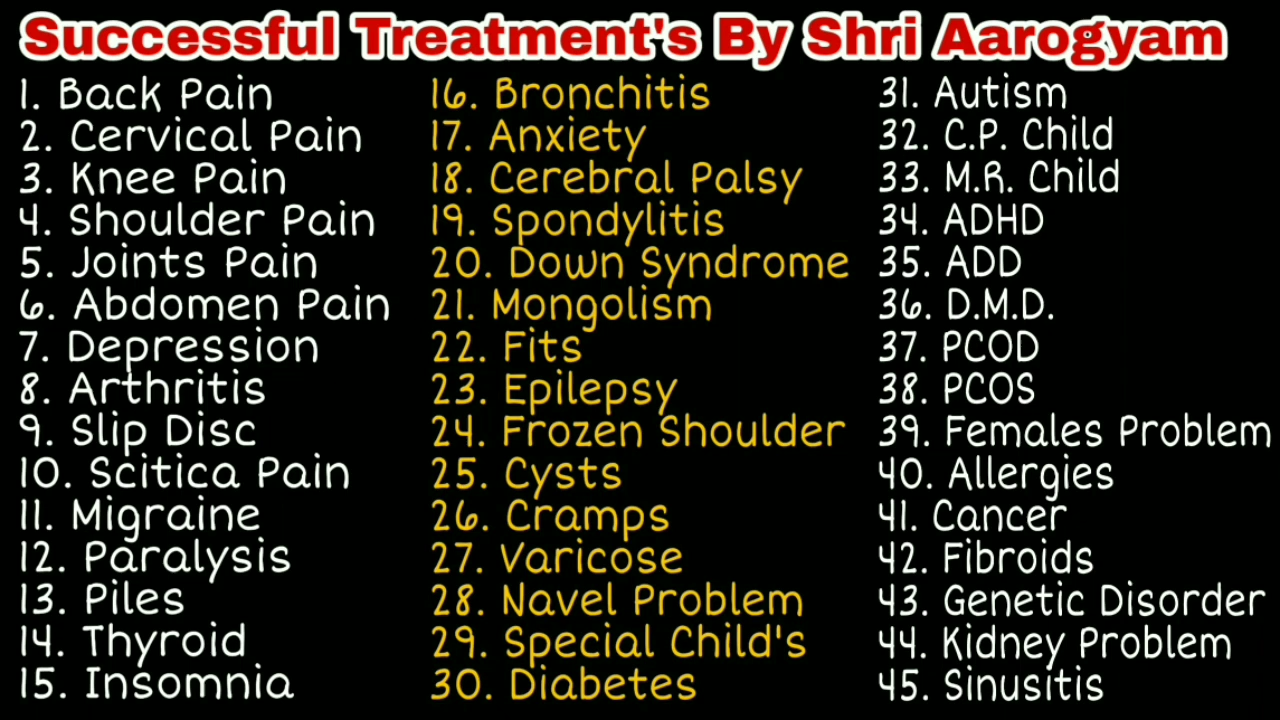 Successful Treatment's By Shri Aarogyam
1. Back Pain
2. Cervical Pain
3. Knee Pain
4. Shoulder Pain
5. Joints Pain
6. Abdomen Pain
7. Depression
8. Arthritis
9. Slip Disc
10. Scitica Pain
11. Migraine
12. Paralysis
13. Piles
14. Thyroid
15. Insomnia
16. Bronchitis
17. Anxiety
18. Cerebral Palsy
19. Spondylitis
20. Down Syndrome
21. Mongolism
22. Fits
23. Epilepsy
24. Frozen Shoulder
25. Cysts
26. Cramps
27. Varicose
28. Navel Problem
29. Special Child's
30. Diabetes
31. Autism
32. C.P. Child
33. M.R. Child
34. ADHD
35. ADD
36. D.M.D.
37. PCOD
38. PCOS
39. Females Problem
40. Allergies
41. Cancer
42. Fibroids
43. Genetic Disorder
44. Kidney Problem
45. Sinusitis